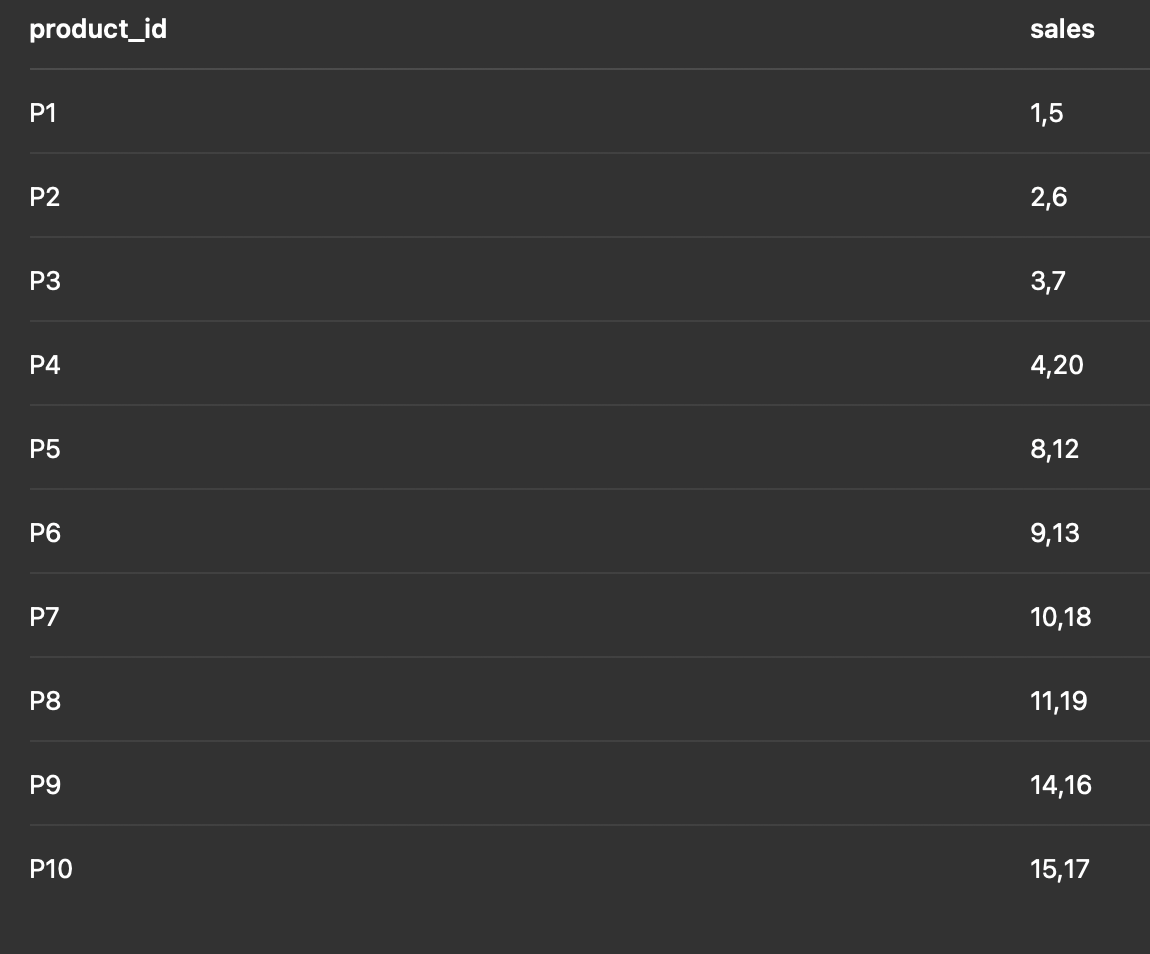 product_id sales
P1 1,5
P2 2,6
P3 3,7
P4 4,20
P5 8,12
P6 9,13
P7 10,18
P8 11,19
P9 14,16
P10 15,17